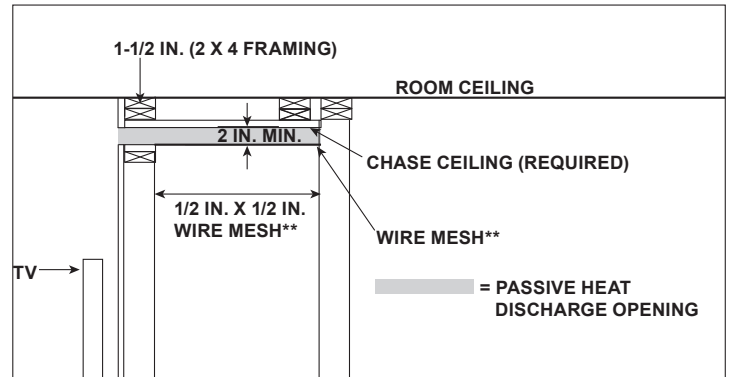 1-1/2 IN. (2 X 4 FRAMING)
ROOM CEILING
2 IN. MIN.
CHASE CEILING (REQUIRED)
1/2 IN. X 1/2 IN.
WIRE MESH**
WIRE MESH**
TV
= PASSIVE HEAT
DISCHARGE OPENING